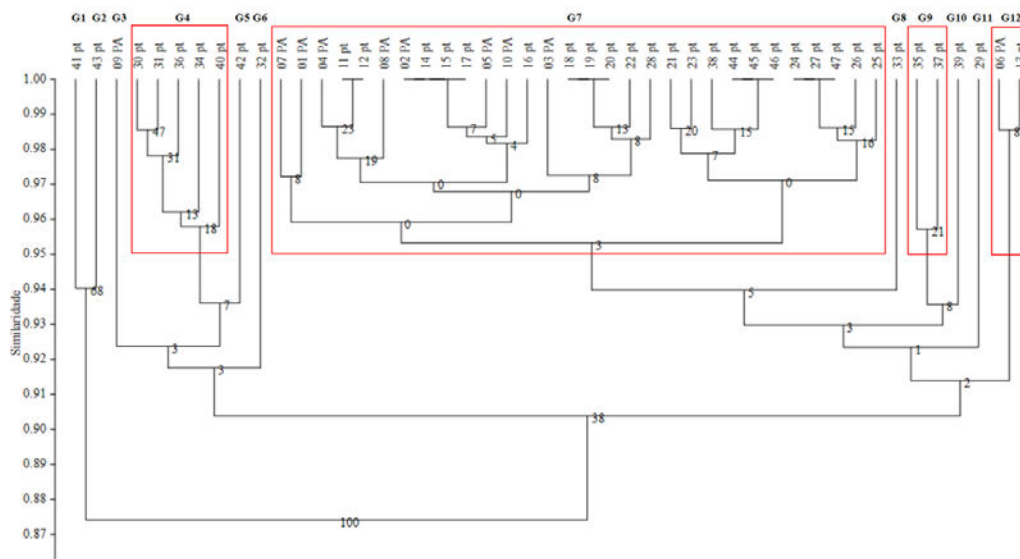 G1 G2 G3 G4 G5 G6 G7 G8 G9 G10 G11 G12
41 pt
43 pt
09 PA
30 pt
31 pt
36 pt
34 pt
40 pt
42 pt
32 pt
07 PA
01 PA
04 PA
11 pt
12 pt
08 PA
02 PA
14 pt
15 pt
17 pt
05 PA
10 PA
16 pt
03 PA
18 pt
19 pt
20 pt
22 pt
28 pt
21 pt
23 pt
38 pt
44 pt
45 pt
46 pt
24 pt
27 pt
47 pt
26 pt
25 pt
33 pt
35 pt
37 pt
39 pt
29 pt
06 PA
13 pt
1.00
0.99
0.98
0.97
0.96
0.95
0.94
0.93
0.92
0.91
0.90
0.89
0.88
0.87
Similaridade
47
31
13
18
7
3
3
68
8
23
19
0
7
5
4
0
0
13
8
8
20
7
15
15
16
0
3
5
21
8
3
1
8
2
38
100